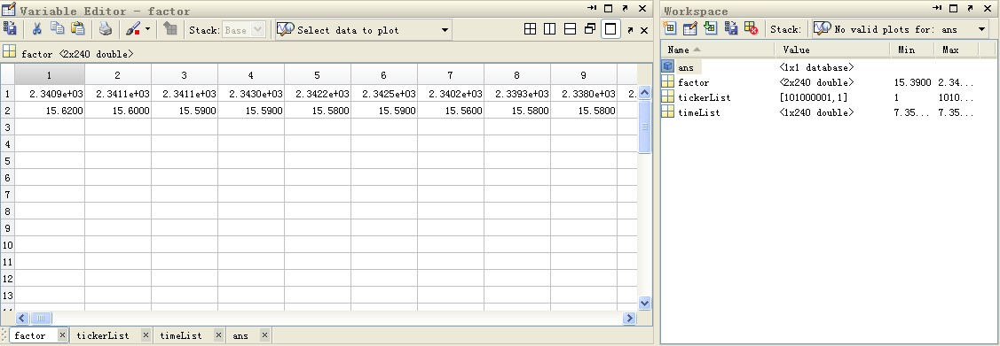 Variable Editor - factor
Stack: Base Select data to plot
factor <2x240 double>
1 2 3 4 5 6 7 8 9
1 2.3409e+03 2.3411e+03 2.3411e+03 2.3430e+03 2.3422e+03 2.3425e+03 2.3402e+03 2.3393e+03 2.3380e+03 2.
2 15.6200 15.6000 15.5900 15.5900 15.5800 15.5900 15.5600 15.5800 15.5800
3
4
5
6
7
8
9
10
11
12
13
factor tickerList timeList ans
Workspace
Stack: No valid plots for: ans
Name Value Min Max
ans <1x1 database>
factor <2x240 double> 15.3900 2.34...
tickerList [101000001,1] 1 1010...
timeList <1x240 double> 7.35... 7.35...